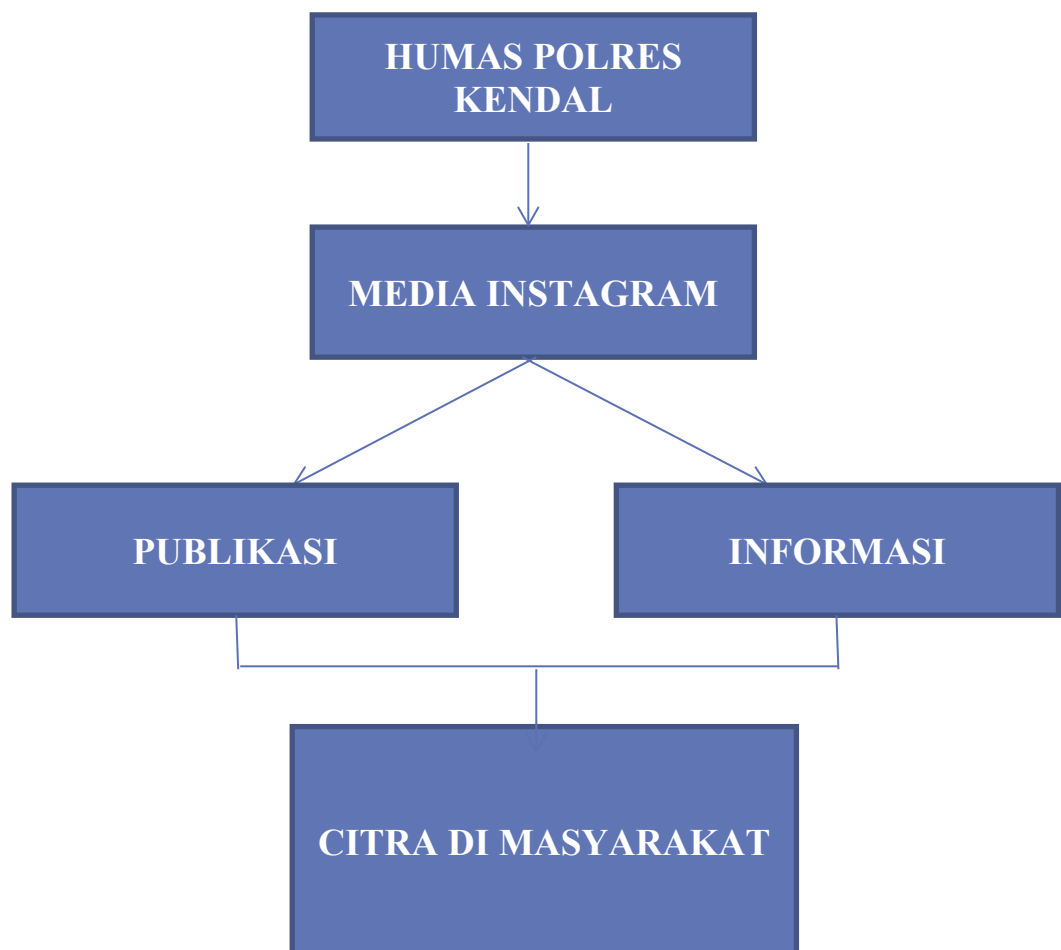 HUMAS POLRES
KENDAL
MEDIA INSTAGRAM
PUBLIKASI
INFORMASI
CITRA DI MASYARAKAT